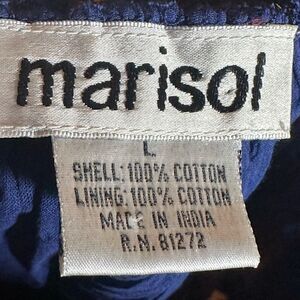 marisol
L
SHELL:100% COTTON
LINING:100% COTTON
MADE IN INDIA
R.N. 81272